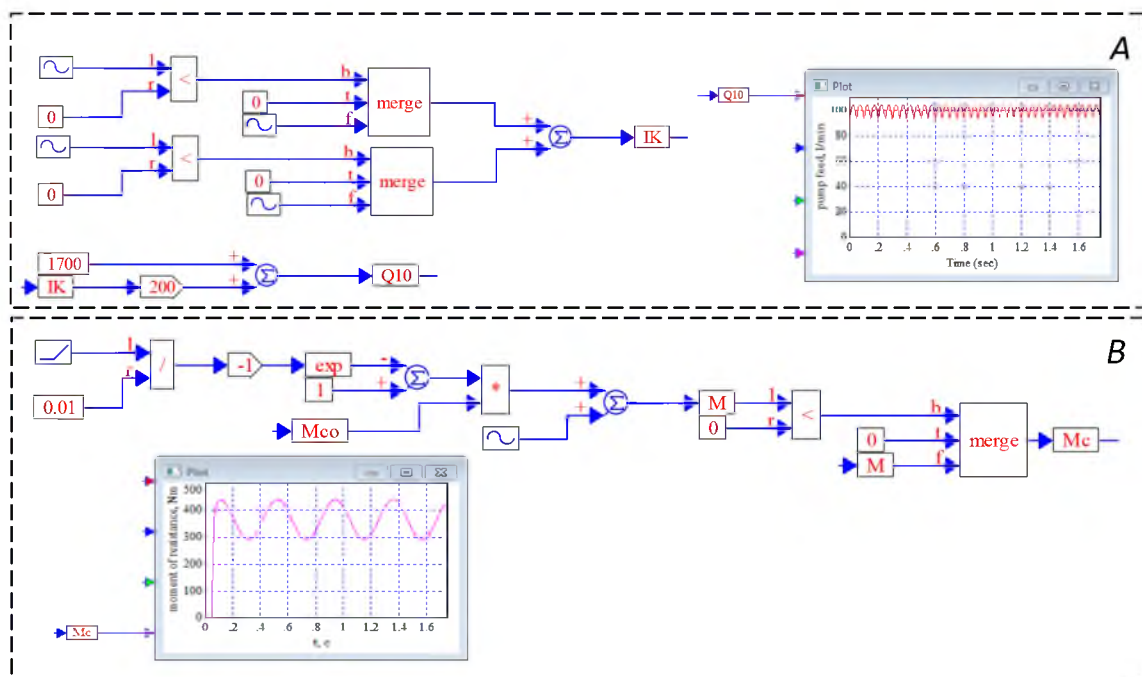 A
l
r
<
0
l
r
<
0
b
t
f
merge
0
b
t
f
merge
0
+
+
Σ
IK
1700
IK
200
+
+
Σ
Q10
Q10
Plot
pump feed, l/min
100
80
60
40
20
0
0 .2 .4 .6 .8 1 1.2 1.4 1.6
Time (sec)
B
l
r
/
0.01
-1
exp
1
-
+
Σ
*
Mco
+
+
Σ
M
0
l
r
<
0
M
b
t
f
merge
Mc
Plot
moment of resistance, Nm
500
400
300
200
100
0
0 .2 .4 .6 .8 1 1.2 1.4 1.6
t, c
Mc